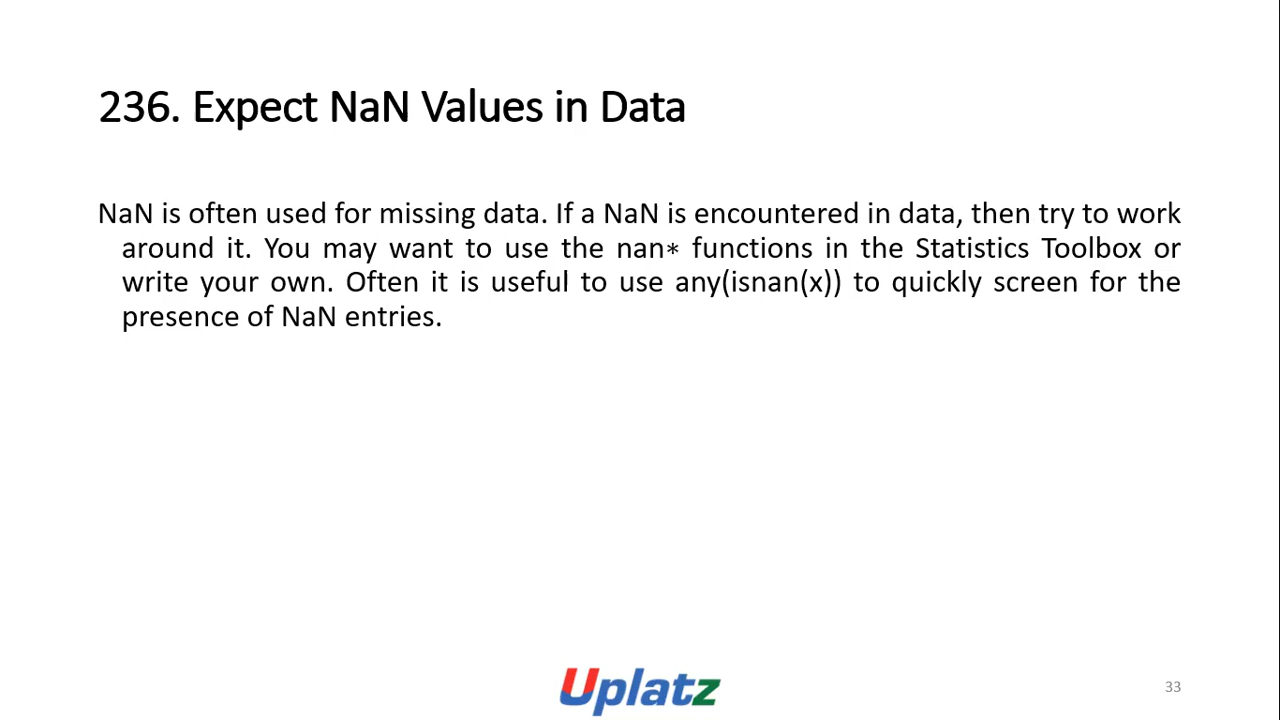 236. Expect NaN Values in Data
NaN is often used for missing data. If a NaN is encountered in data, then try to work
around it. You may want to use the nan∗ functions in the Statistics Toolbox or
write your own. Often it is useful to use any(isnan(x)) to quickly screen for the
presence of NaN entries.
Uplatz
33